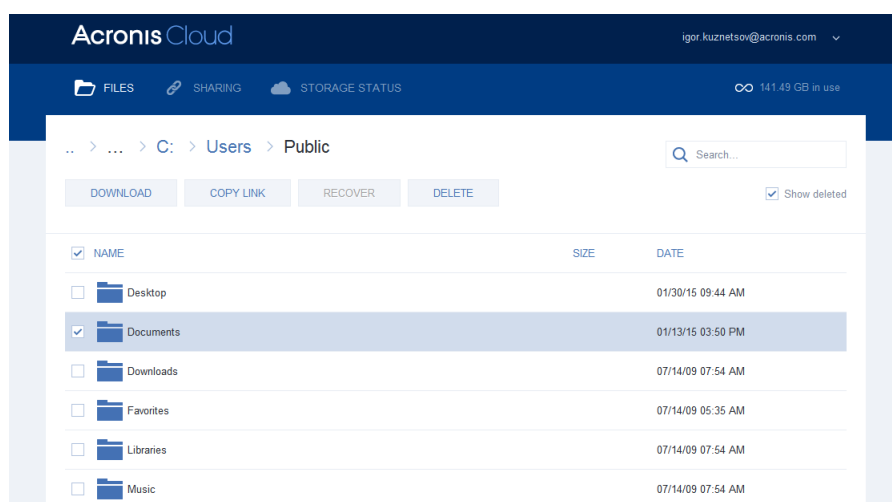 Acronis Cloud
igor.kuznetsov@acronis.com
FILES SHARING STORAGE STATUS 141.49 GB in use
.. > ... > C: > Users > Public
Search...
DOWNLOAD COPY LINK RECOVER DELETE Show deleted
NAME SIZE DATE
Desktop 01/30/15 09:44 AM
Documents 01/13/15 03:50 PM
Downloads 07/14/09 07:54 AM
Favorites 07/14/09 05:35 AM
Libraries 07/14/09 07:54 AM
Music 07/14/09 07:54 AM